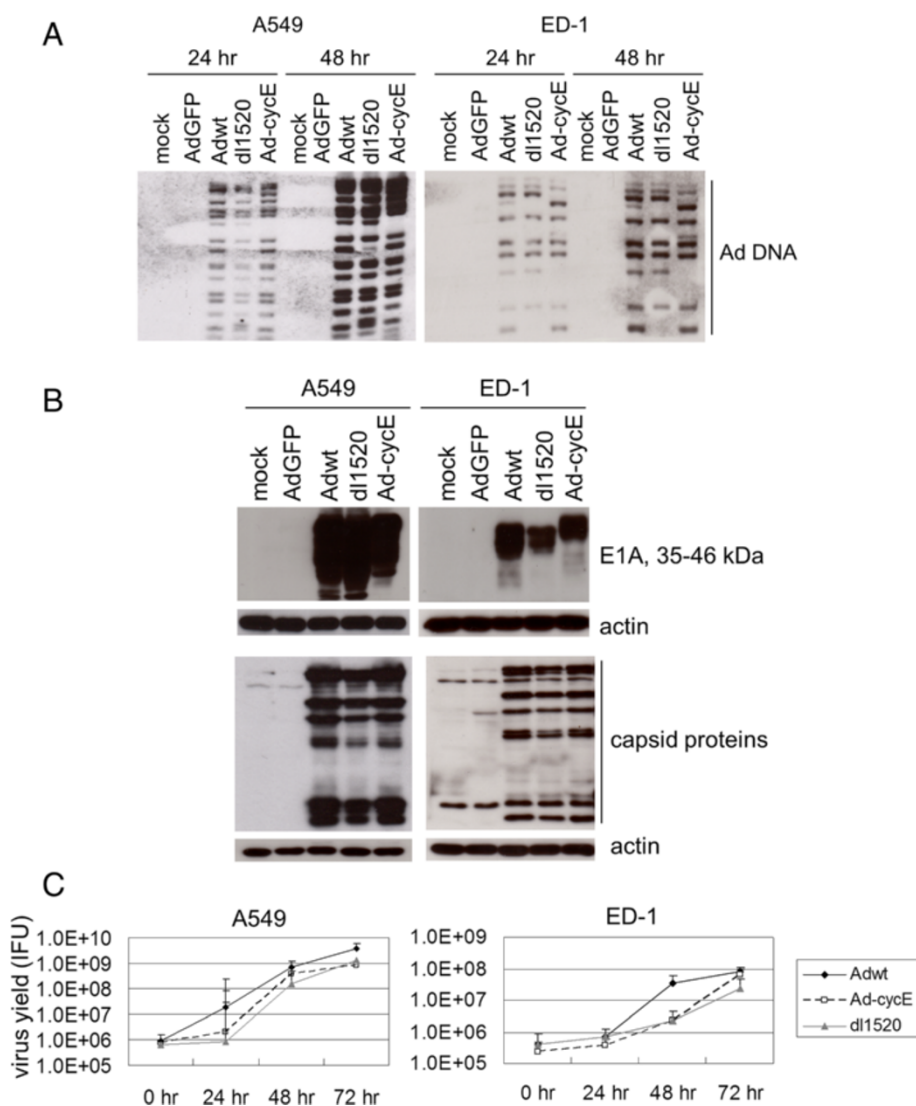 A
A549
ED-1
24 hr
48 hr
24 hr
48 hr
mock
AdGFP
Adwt
dl1520
Ad-cycE
mock
AdGFP
Adwt
dl1520
Ad-cycE
mock
AdGFP
Adwt
dl1520
Ad-cycE
mock
AdGFP
Adwt
dl1520
Ad-cycE
Ad DNA
B
A549
ED-1
mock
AdGFP
Adwt
dl1520
Ad-cycE
mock
AdGFP
Adwt
dl1520
Ad-cycE
E1A, 35-46 kDa
actin
capsid proteins
actin
C
A549
ED-1
virus yield (IFU)
1.0E+10
1.0E+09
1.0E+08
1.0E+07
1.0E+06
1.0E+05
0 hr 24 hr 48 hr 72 hr
1.0E+09
1.0E+08
1.0E+07
1.0E+06
1.0E+05
0 hr 24 hr 48 hr 72 hr
Adwt
Ad-cycE
dl1520